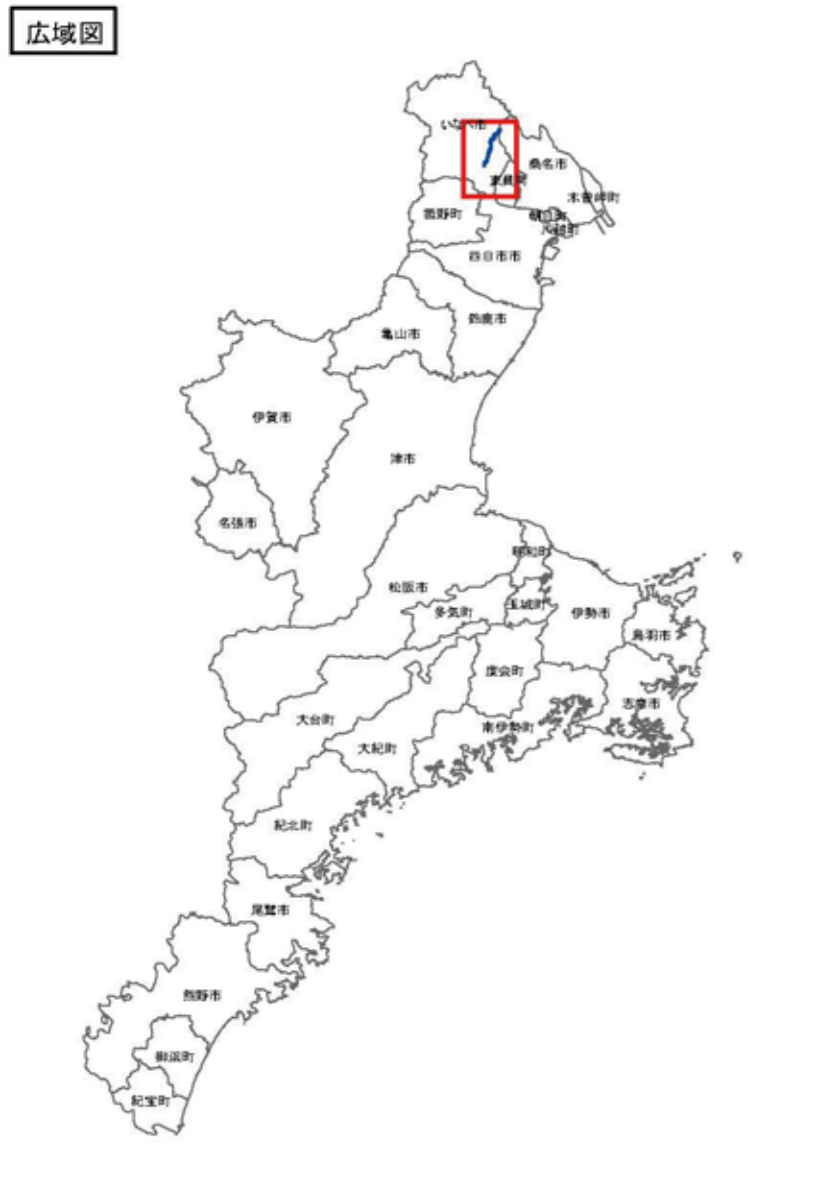 広域図
いなべ市
桑名市
東員町
木曽岬町
菰野町
朝日町
川越町
四日市市
鈴鹿市
亀山市
伊賀市
津市
名張市
明和町
松阪市
多気町
玉城町
伊勢市
鳥羽市
度会町
志摩市
大台町
南伊勢町
大紀町
紀北町
尾鷲市
熊野市
御浜町
紀宝町